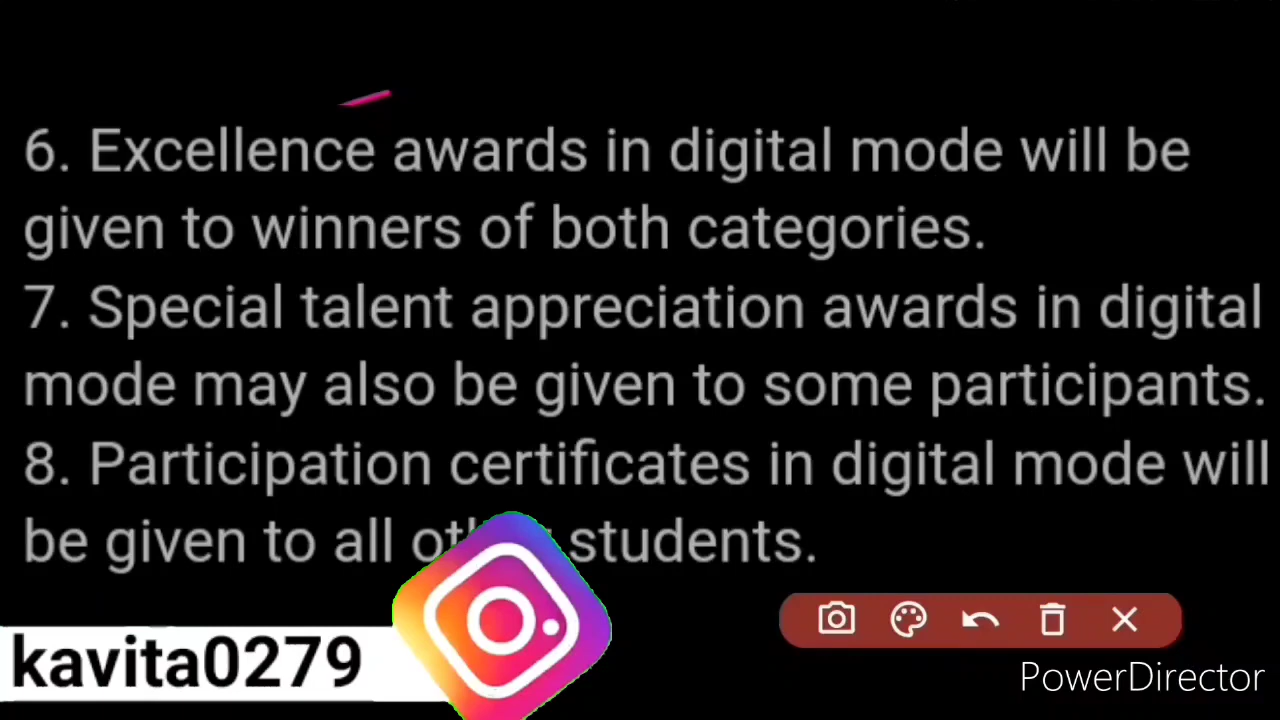 6. Excellence awards in digital mode will be
given to winners of both categories.
7. Special talent appreciation awards in digital
mode may also be given to some participants.
8. Participation certificates in digital mode will
be given to all other students.
kavita0279
PowerDirector